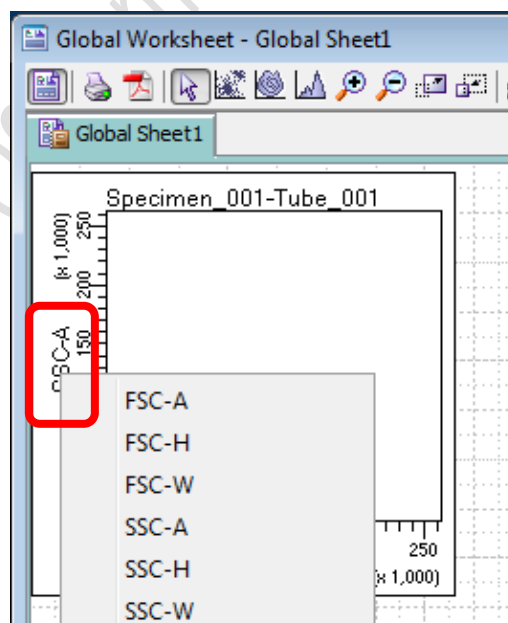 Global Worksheet - Global Sheet1
Global Sheet1
Specimen_001-Tube_001
(x 1,000)
250
200
150
SSC-A
FSC-A
FSC-H
FSC-W
SSC-A
SSC-H
SSC-W
250
(x 1,000)